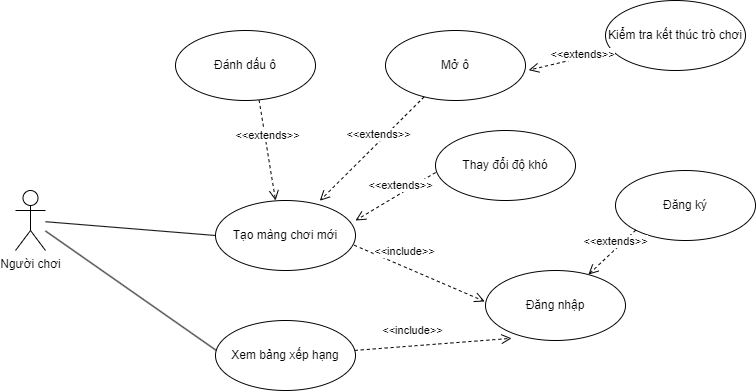 Kiểm tra kết thúc trò chơi
<<extends>>
Đánh dấu ô
Mở ô
<<extends>>
<<extends>>
Thay đổi độ khó
<<extends>>
Đăng ký
Tạo màng chơi mới
<<extends>>
<<include>>
Người chơi
Đăng nhập
<<include>>
Xem bảng xếp hạng